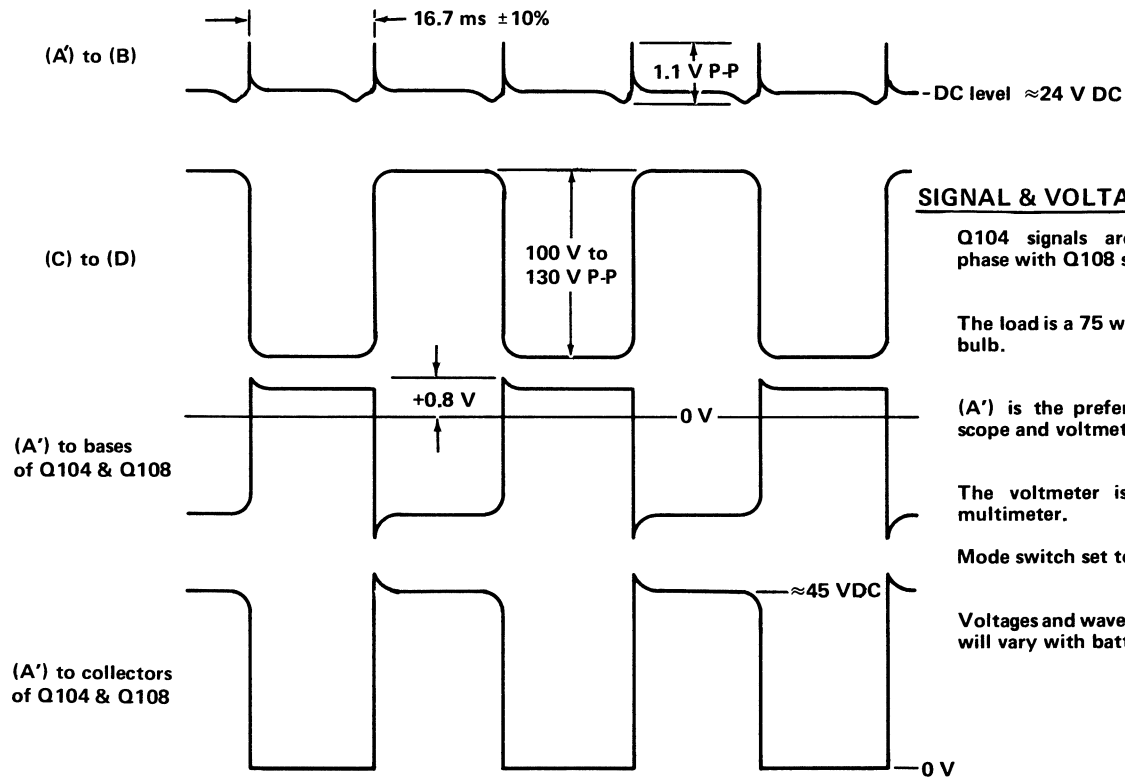 16.7 ms ±10%
(A′) to (B)
1.1 V P-P
-DC level ≈24 V DC
SIGNAL & VOLTA
Q104 signals are
phase with Q108 s
(C) to (D)
100 V to
130 V P-P
The load is a 75 w
bulb.
+0.8 V
0 V
(A′) is the prefer
scope and voltme
(A′) to bases
of Q104 & Q108
The voltmeter is
multimeter.
Mode switch set to
≈45 VDC
Voltages and wave
will vary with batt
(A′) to collectors
of Q104 & Q108
0 V